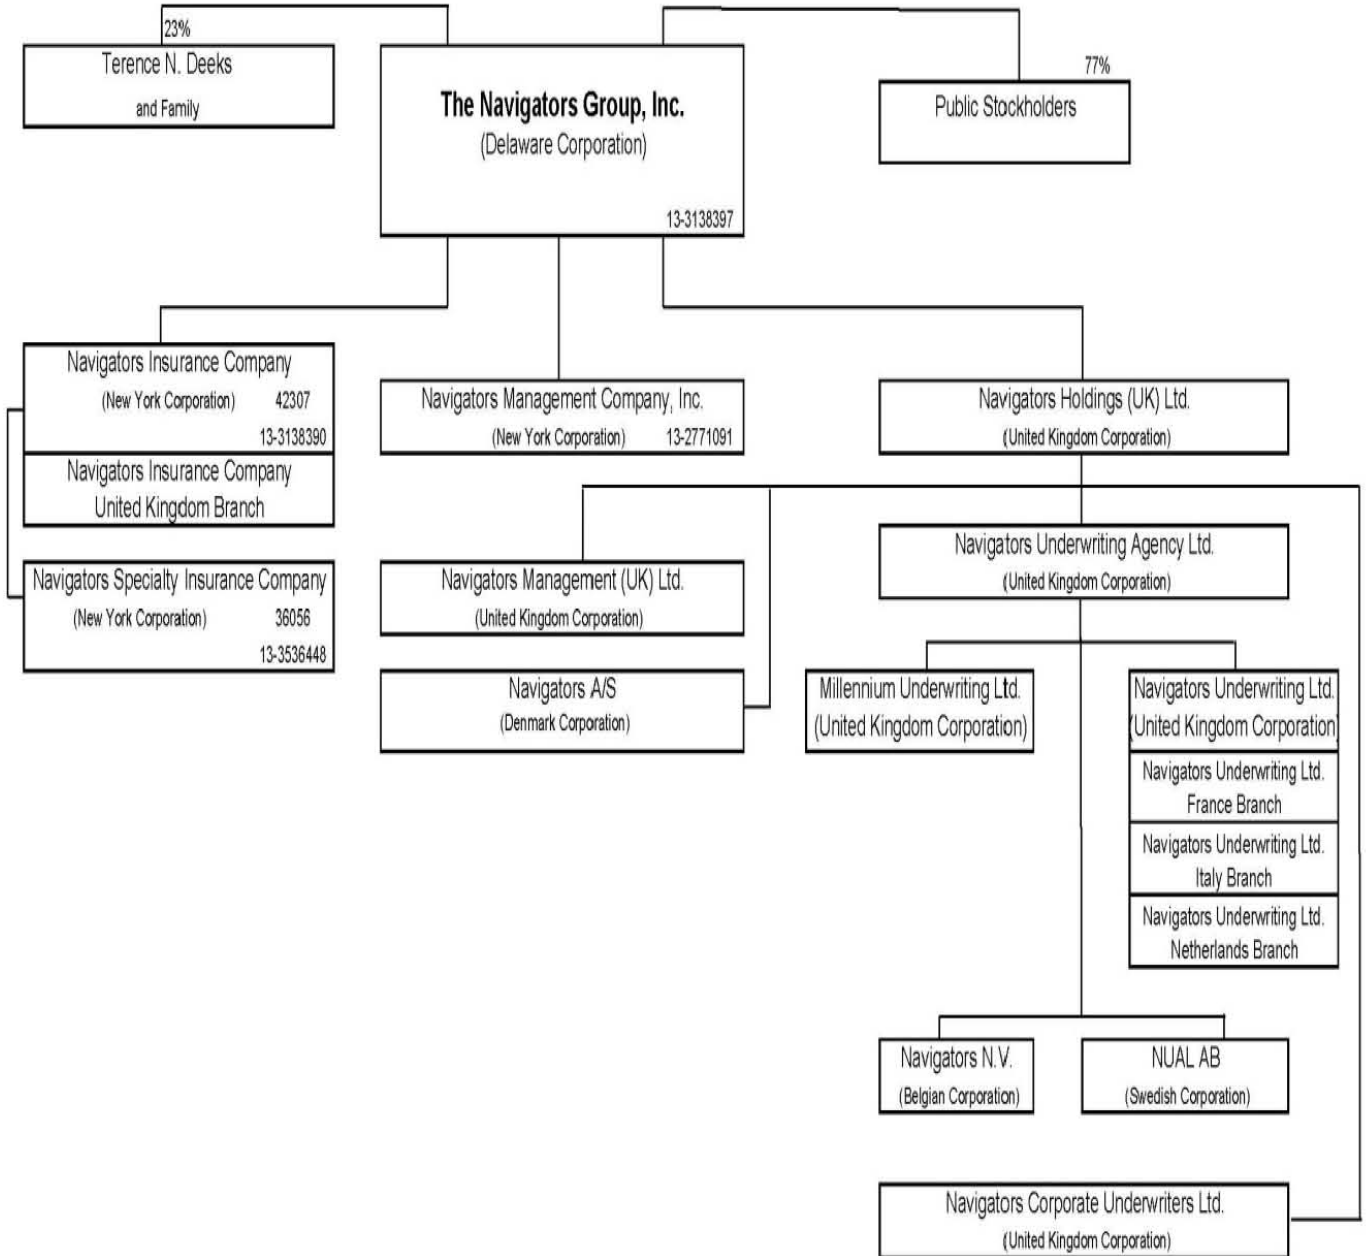 23%
Terence N. Deeks
and Family
The Navigators Group, Inc.
(Delaware Corporation)
13-3138397
77%
Public Stockholders
Navigators Insurance Company
(New York Corporation) 42307
13-3138390
Navigators Insurance Company
United Kingdom Branch
Navigators Specialty Insurance Company
(New York Corporation) 36056
13-3536448
Navigators Management Company, Inc.
(New York Corporation) 13-2771091
Navigators Holdings (UK) Ltd.
(United Kingdom Corporation)
Navigators Underwriting Agency Ltd.
(United Kingdom Corporation)
Navigators Management (UK) Ltd.
(United Kingdom Corporation)
Navigators A/S
(Denmark Corporation)
Millennium Underwriting Ltd.
(United Kingdom Corporation)
Navigators Underwriting Ltd.
(United Kingdom Corporation)
Navigators Underwriting Ltd.
France Branch
Navigators Underwriting Ltd.
Italy Branch
Navigators Underwriting Ltd.
Netherlands Branch
Navigators N.V.
(Belgian Corporation)
NUAL AB
(Swedish Corporation)
Navigators Corporate Underwriters Ltd.
(United Kingdom Corporation)